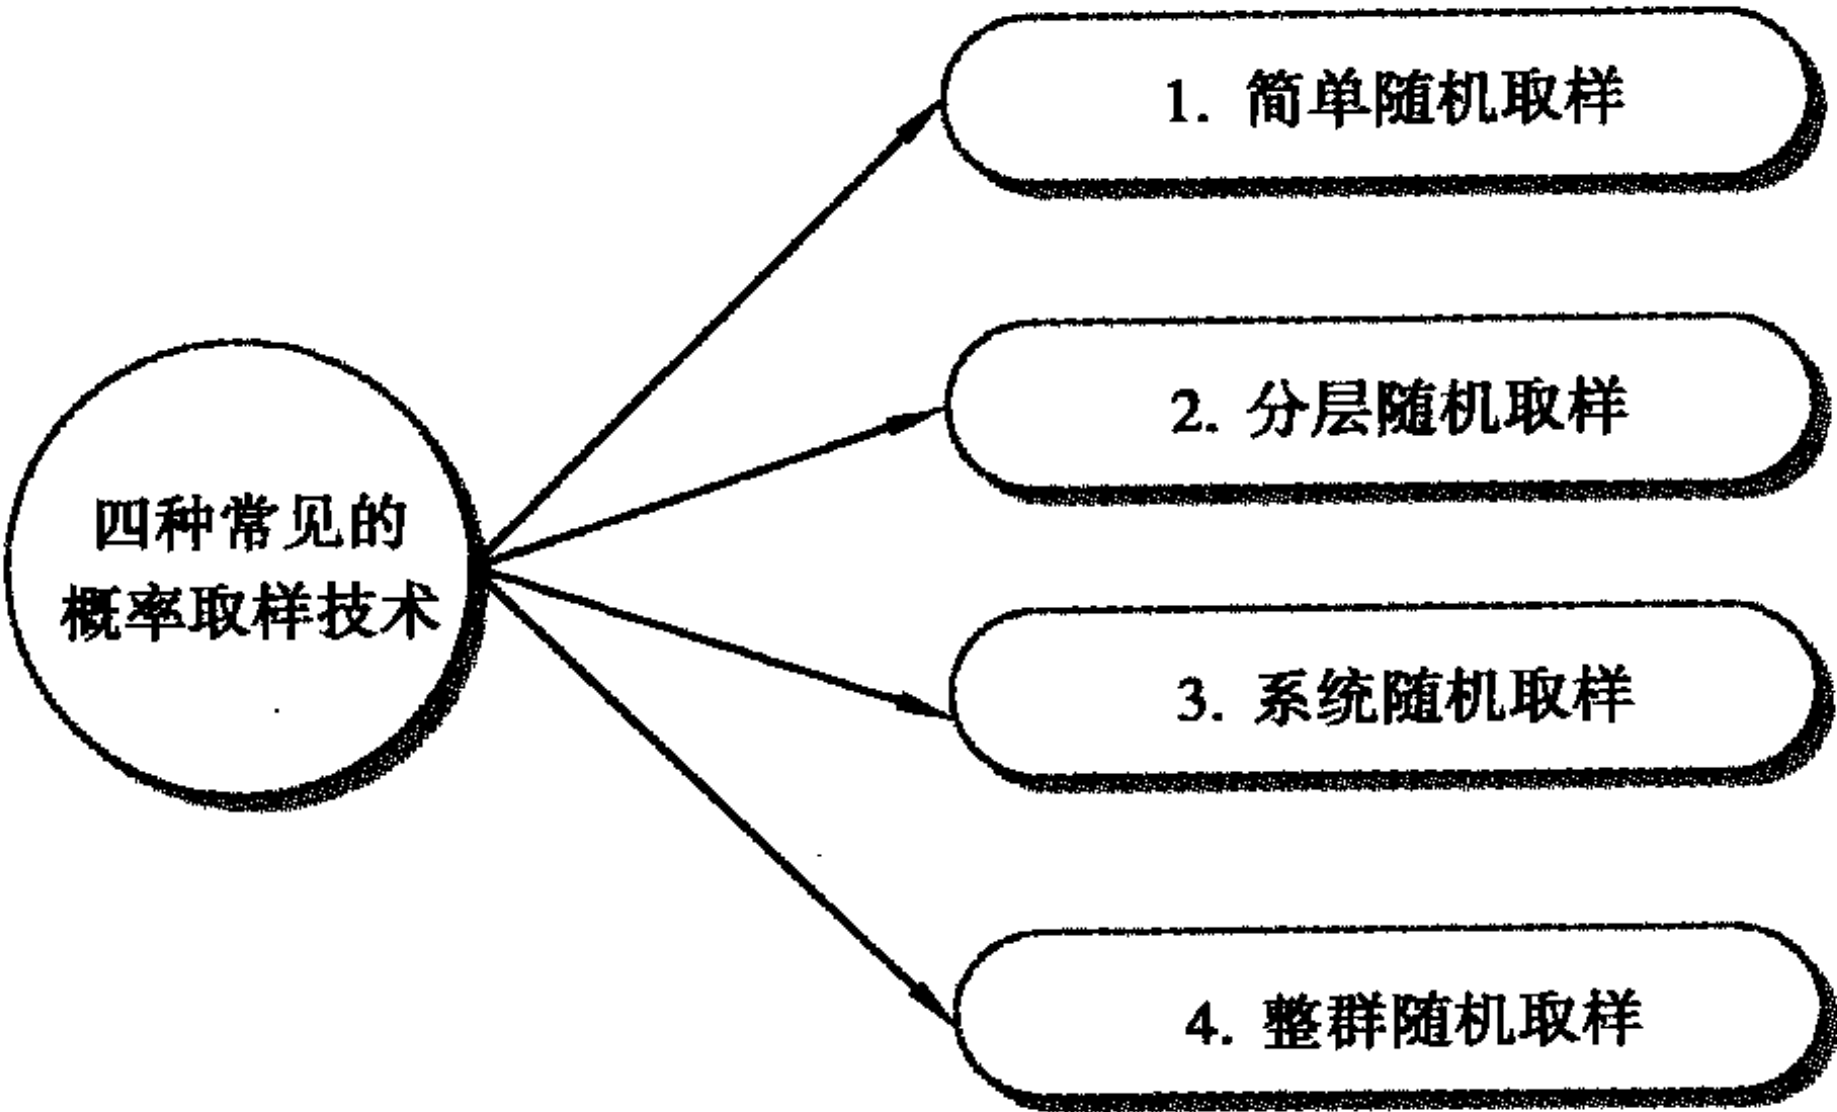 四种常见的
概率取样技术
1. 简单随机取样
2. 分层随机取样
3. 系统随机取样
4. 整群随机取样